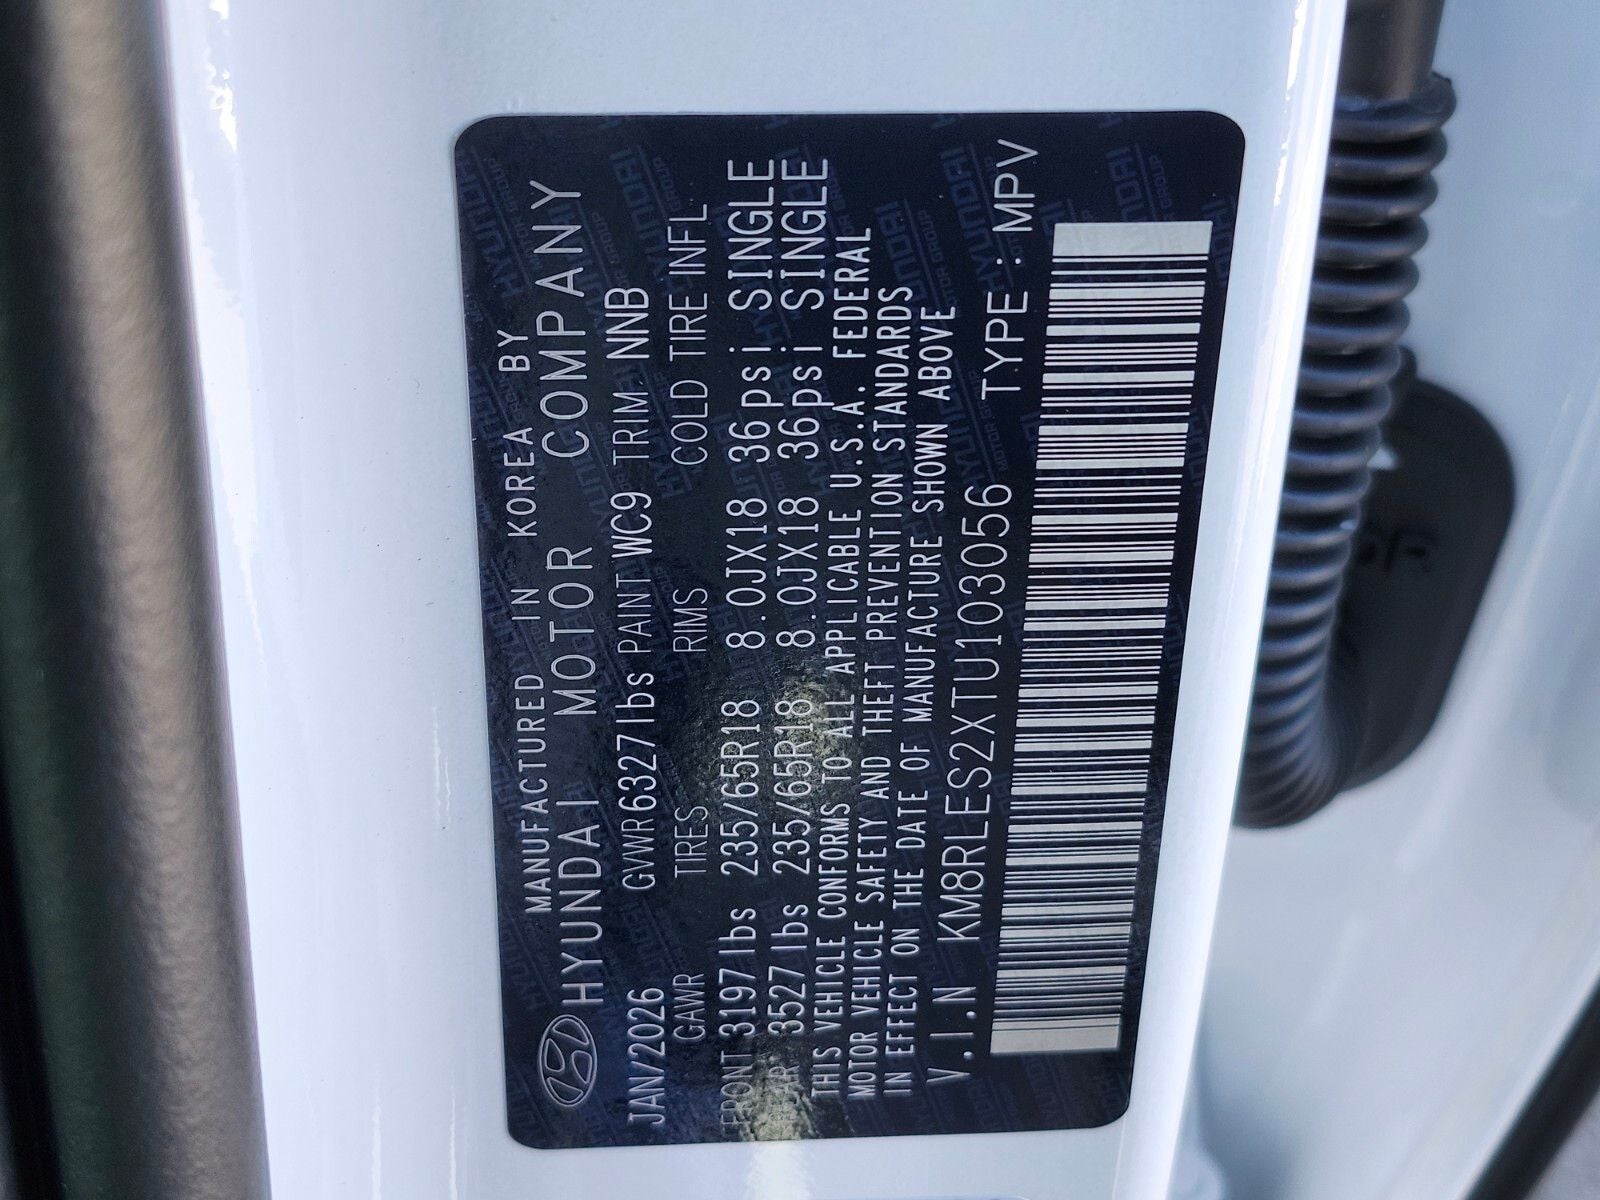 MANUFACTURED IN KOREA BY
HYUNDAI MOTOR COMPANY
JAN/2026 GVWR 6327lbs PAINT WC9 TRIM NNB
GAWR TIRES RIMS COLD TIRE INFL
FRONT 3197lbs 235/65R18 8.0JX18 36psi SINGLE
REAR 3527lbs 235/65R18 8.0JX18 36psi SINGLE
THIS VEHICLE CONFORMS TO ALL APPLICABLE U.S.A. FEDERAL
MOTOR VEHICLE SAFETY AND THEFT PREVENTION STANDARDS
IN EFFECT ON THE DATE OF MANUFACTURE SHOWN ABOVE
V.I.N KM8RLES2XTU103056 TYPE : MPV